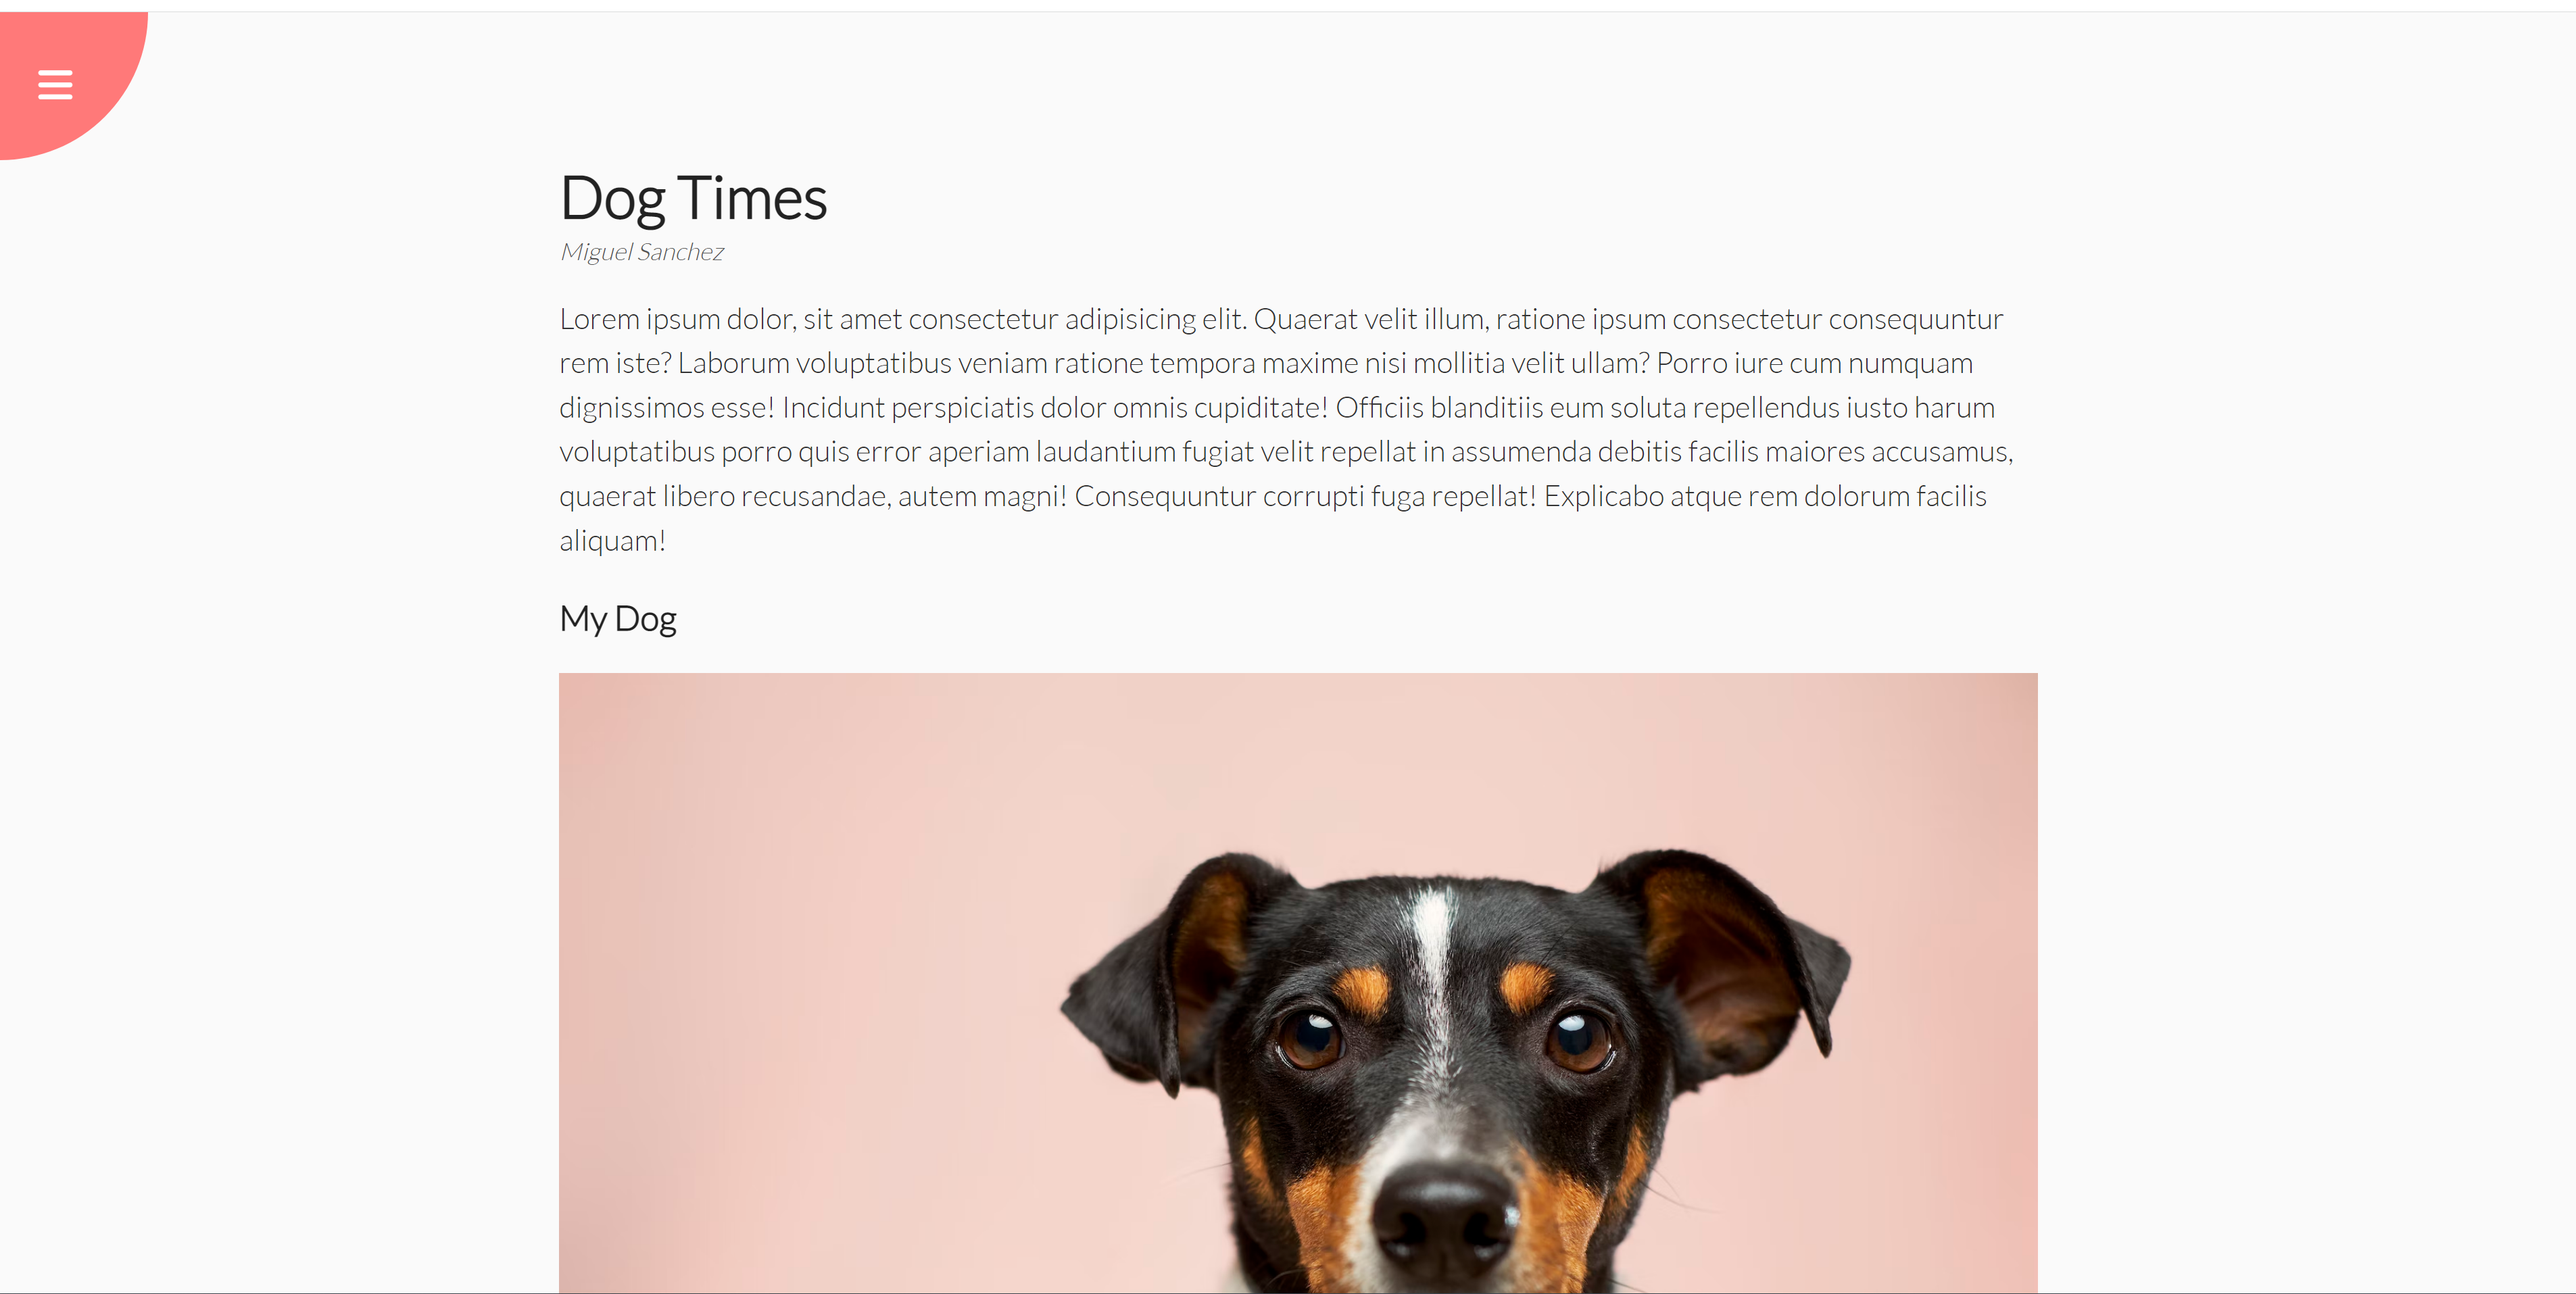 Dog Times
Miguel Sanchez
Lorem ipsum dolor, sit amet consectetur adipisicing elit. Quaerat velit illum, ratione ipsum consectetur consequuntur
rem iste? Laborum voluptatibus veniam ratione tempora maxime nisi mollitia velit ullam? Porro iure cum numquam
dignissimos esse! Incidunt perspiciatis dolor omnis cupiditate! Officiis blanditiis eum soluta repellendus iusto harum
voluptatibus porro quis error aperiam laudantium fugiat velit repellat in assumenda debitis facilis maiores accusamus,
quaerat libero recusandae, autem magni! Consequuntur corrupti fuga repellat! Explicabo atque rem dolorum facilis
aliquam!
My Dog